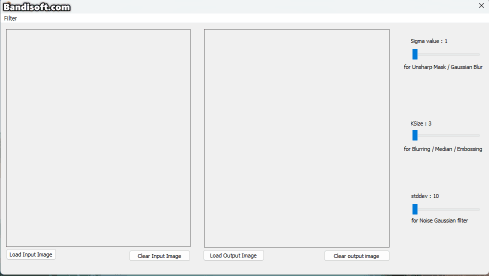 Bandisoft.com
Filter
Sigma value : 1
for Unsharp Mask / Gaussian Blur
KSize : 3
for Blurring / Median / Embossing
stddev : 10
for Noise Gaussian filter
Load Input Image
Clear Input Image
Load Output Image
Clear output image